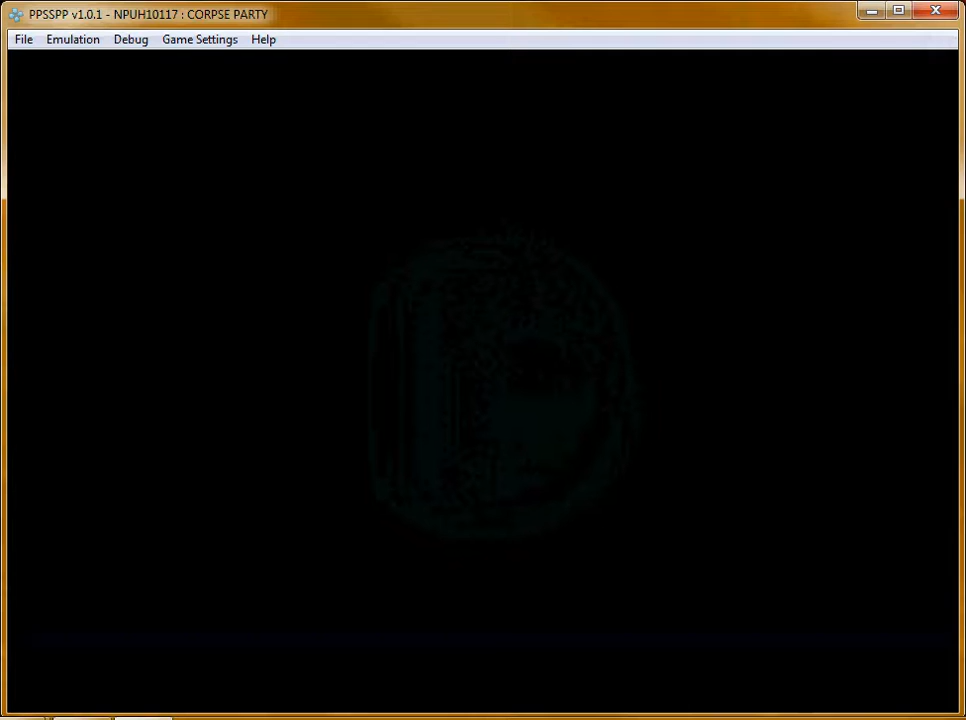 PPSSPP v1.0.1 - NPUH10117 : CORPSE PARTY
File Emulation Debug Game Settings Help